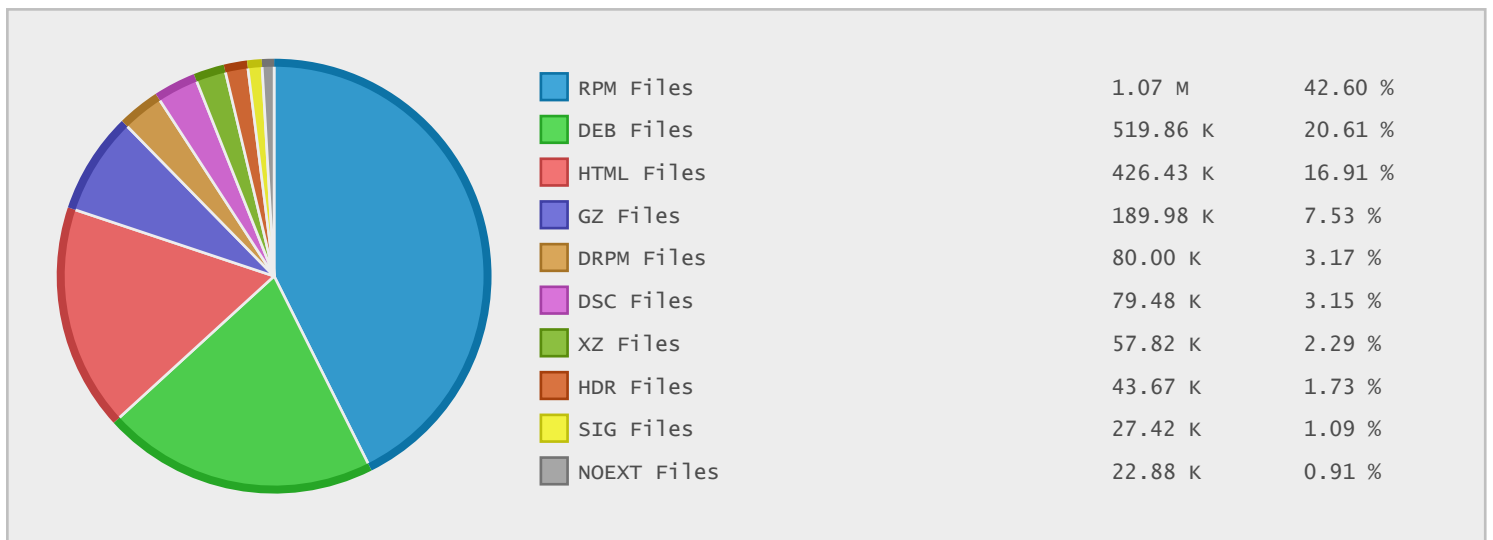 RPM Files 1.07 M 42.60 %
DEB Files 519.86 K 20.61 %
HTML Files 426.43 K 16.91 %
GZ Files 189.98 K 7.53 %
DRPM Files 80.00 K 3.17 %
DSC Files 79.48 K 3.15 %
XZ Files 57.82 K 2.29 %
HDR Files 43.67 K 1.73 %
SIG Files 27.42 K 1.09 %
NOEXT Files 22.88 K 0.91 %